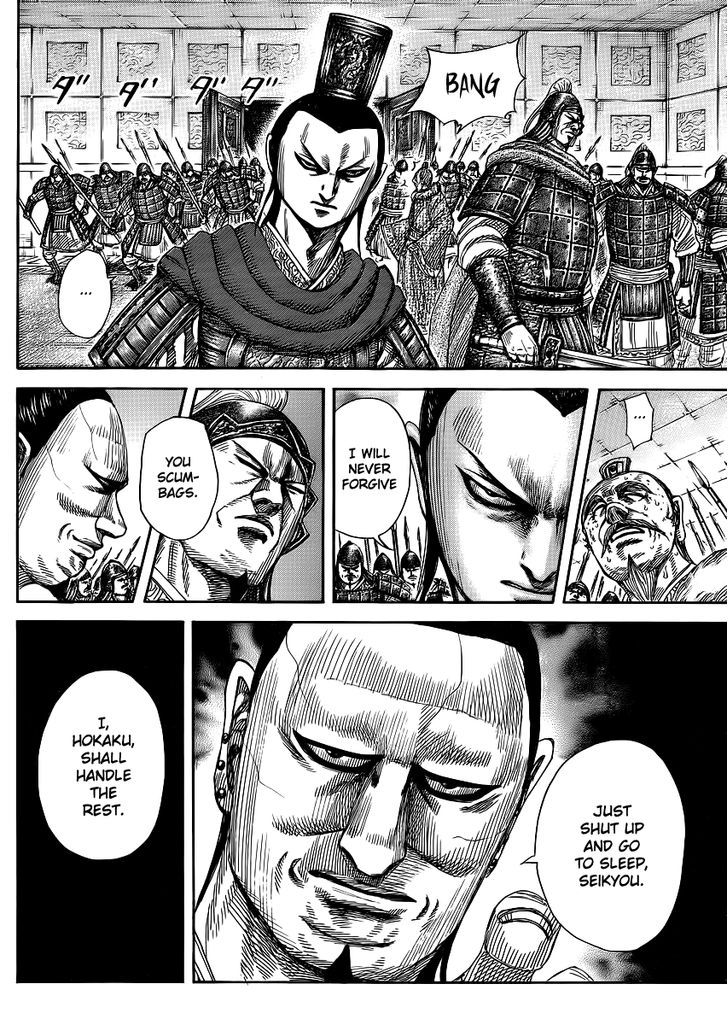 BANG
ダ"
ダ"
ダ"
ダ"
...
...
I WILL
NEVER
FORGIVE
YOU
SCUM-
BAGS.
JUST
SHUT UP
AND GO
TO SLEEP,
SEIKYOU.
I,
HOKAKU,
SHALL
HANDLE
THE
REST.